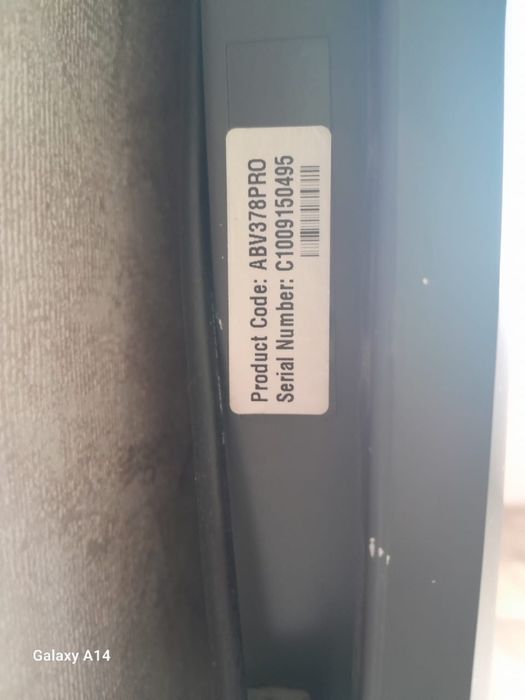 Product Code: ABV378PRO
Serial Number: C1009150495
Galaxy A14